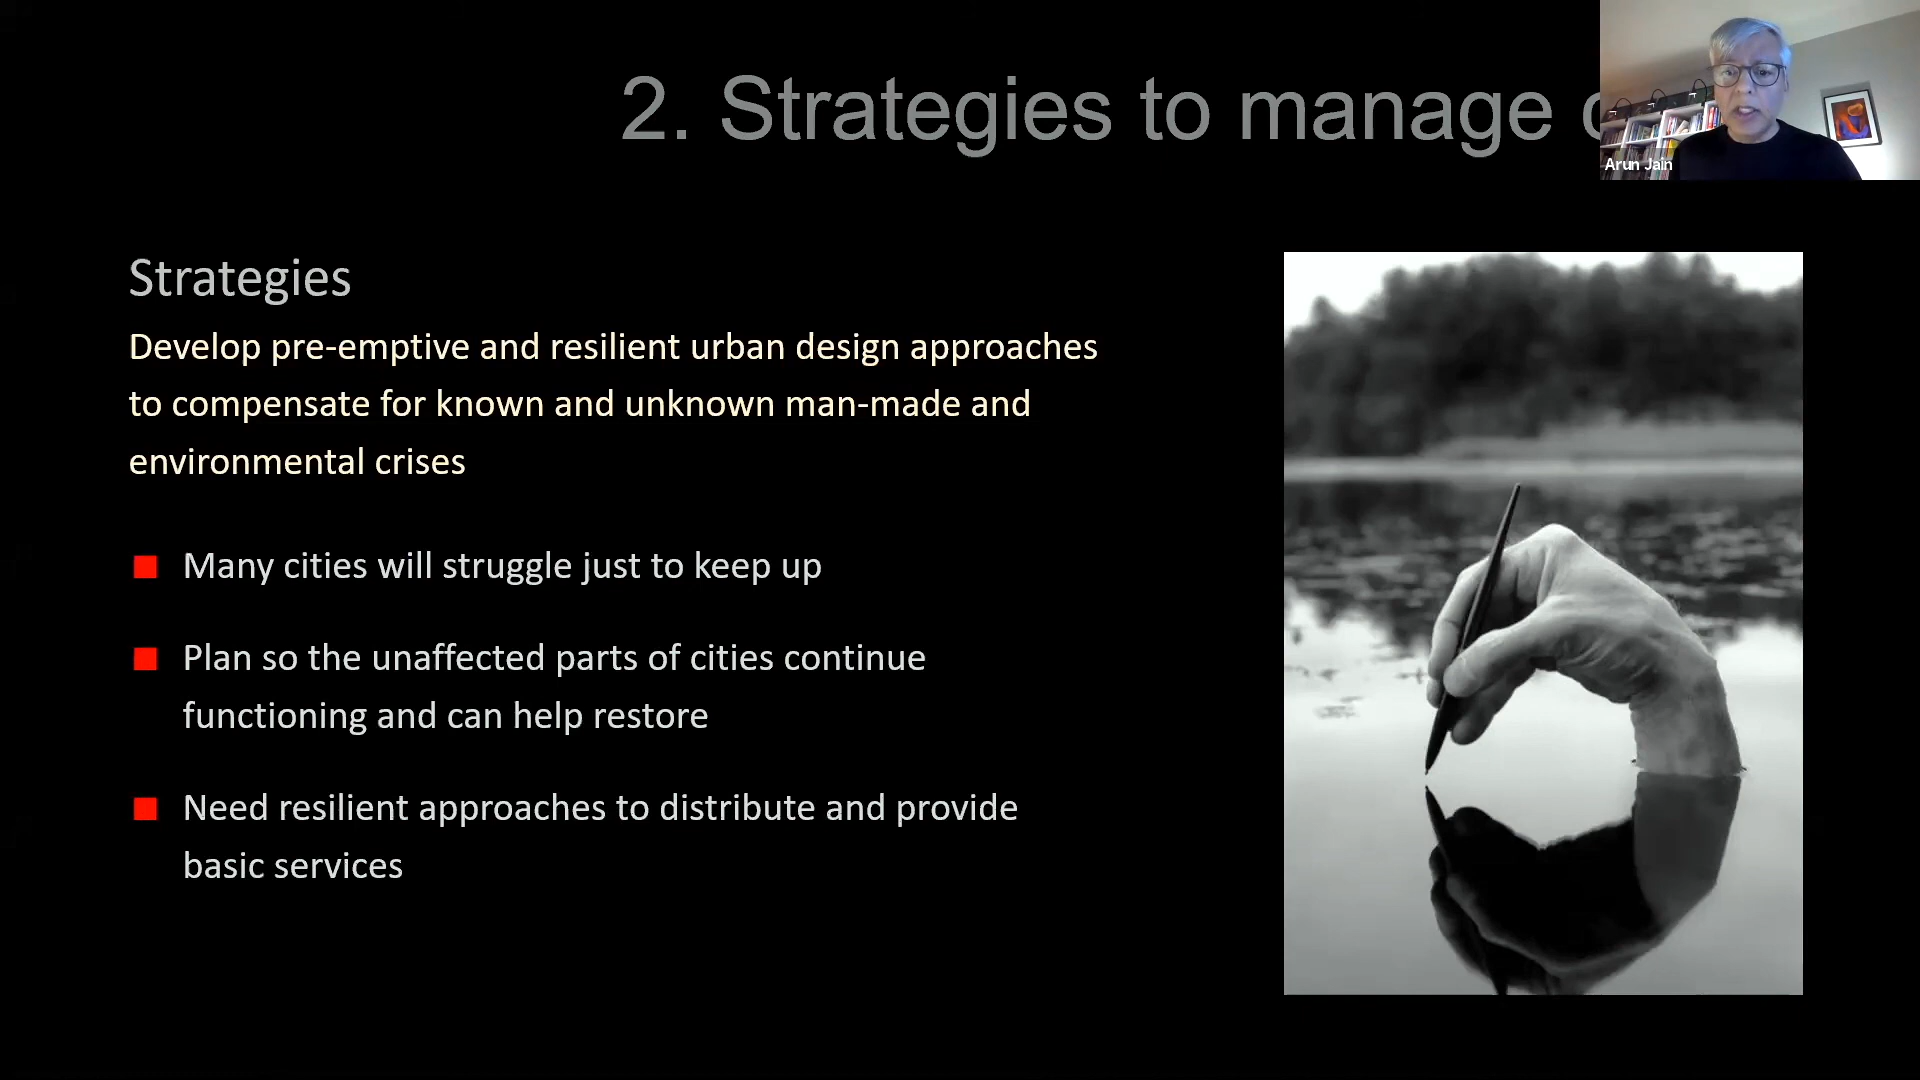 2. Strategies to manage
Arun Jain
Strategies
Develop pre-emptive and resilient urban design approaches
to compensate for known and unknown man-made and
environmental crises
Many cities will struggle just to keep up
Plan so the unaffected parts of cities continue
functioning and can help restore
Need resilient approaches to distribute and provide
basic services